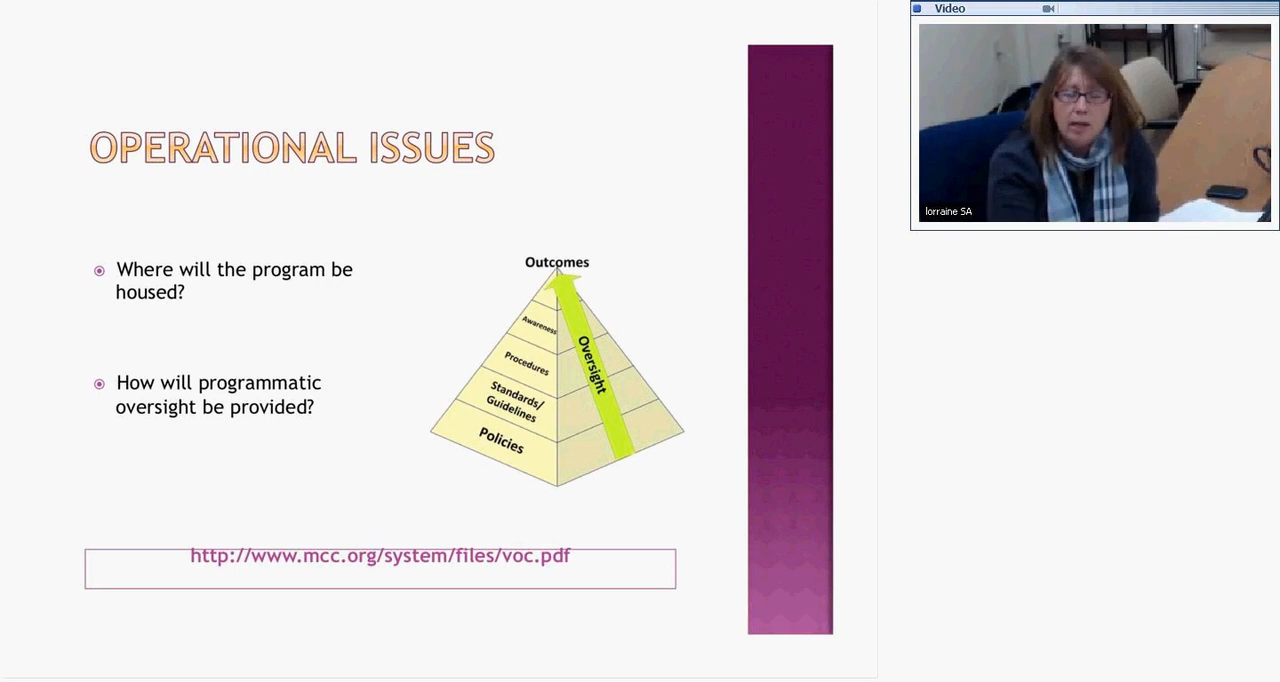 OPERATIONAL ISSUES
Where will the program be
housed?
How will programmatic
oversight be provided?
Outcomes
Awareness
Procedures
Standards/
Guidelines
Policies
Oversight
http://www.mcc.org/system/files/voc.pdf
Video
lorraine SA